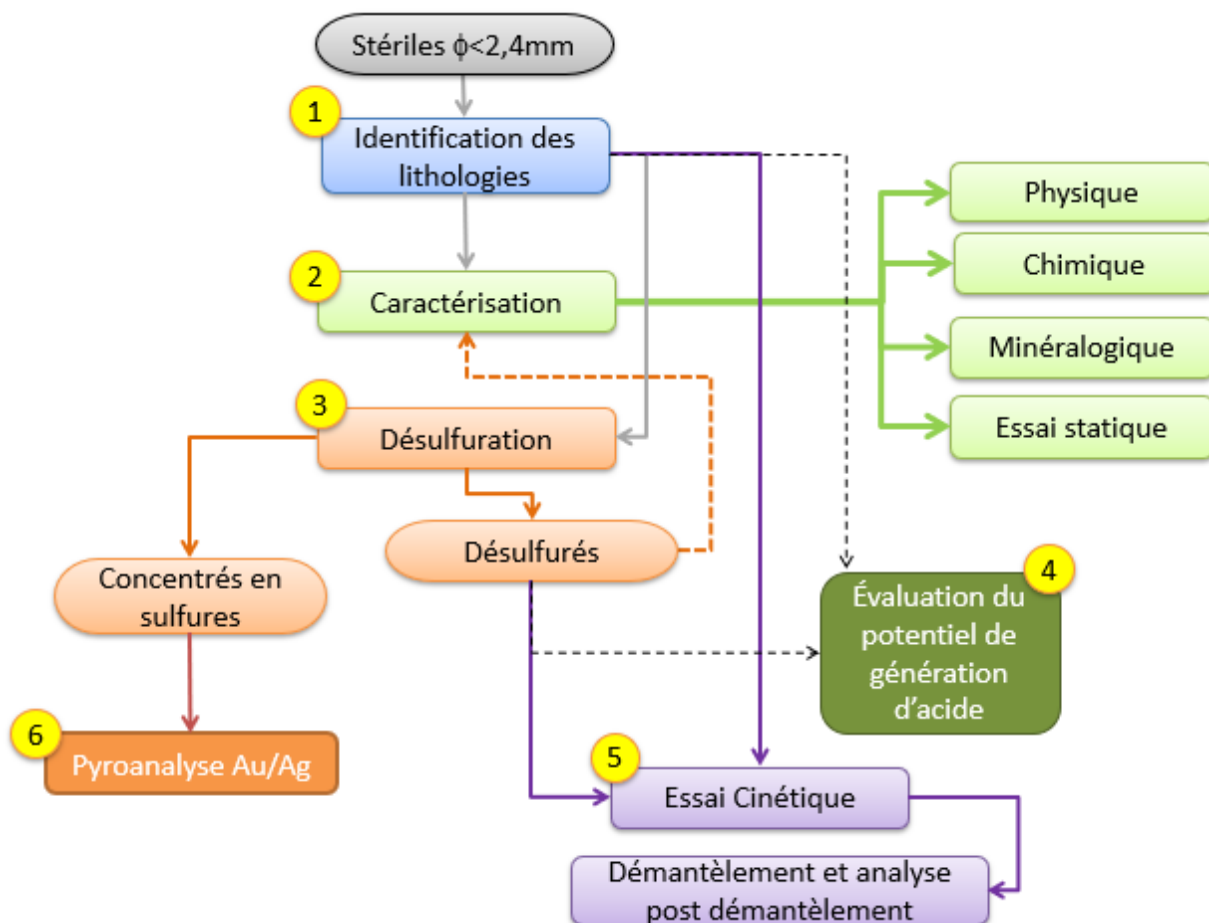 Stériles ϕ<2,4mm
1
Identification des
lithologies
Physique
Chimique
2
Caractérisation
Minéralogique
Essai statique
3
Désulfuration
Désulfurés
Concentrés en
sulfures
4
Évaluation du
potentiel de
génération
d’acide
6
Pyroanalyse Au/Ag
5
Essai Cinétique
Démantèlement et analyse
post démantèlement